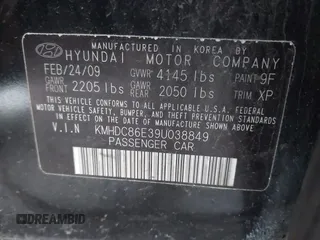 MANUFACTURED IN KOREA BY
HYUNDAI MOTOR COMPANY
FEB/24/09 GVWR 4145 lbs PAINT 9F
GAWR FRONT 2205 lbs GAWR REAR 2050 lbs TRIM XP
THIS VEHICLE CONFORMS TO ALL APPLICABLE
U.S.A. FEDERAL MOTOR VEHICLE SAFETY,
BUMPER, AND THEFT PREVENTION STANDARDS
IN EFFECT ON THE DATE OF MANUFACTURE
SHOWN ABOVE.
V.I.N KMHDC86E39U038849
PASSENGER CAR
DREAMBID